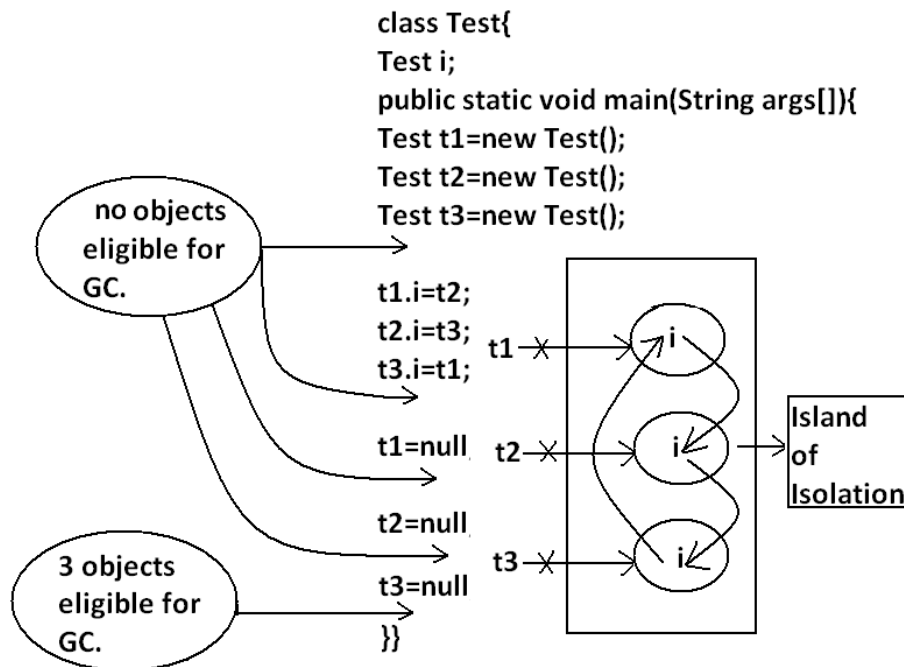 class Test{
Test i;
public static void main(String args[]){
Test t1=new Test();
Test t2=new Test();
Test t3=new Test();
no objects
eligible for
GC.
t1.i=t2;
t2.i=t3;
t3.i=t1;
t1=null
t2=null
t3=null
}}
3 objects
eligible for
GC.
t1
i
t2
i
t3
i
Island
of
Isolation